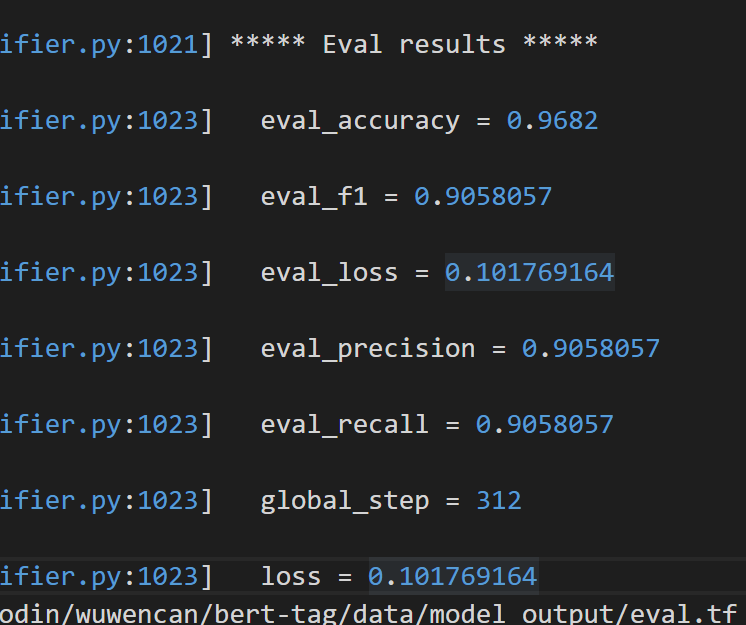 ifier.py:1021] ***** Eval results *****
ifier.py:1023]   eval_accuracy = 0.9682
ifier.py:1023]   eval_f1 = 0.9058057
ifier.py:1023]   eval_loss = 0.101769164
ifier.py:1023]   eval_precision = 0.9058057
ifier.py:1023]   eval_recall = 0.9058057
ifier.py:1023]   global_step = 312
ifier.py:1023]   loss = 0.101769164
odin/wuwencan/bert-tag/data/model_output/eval.tf